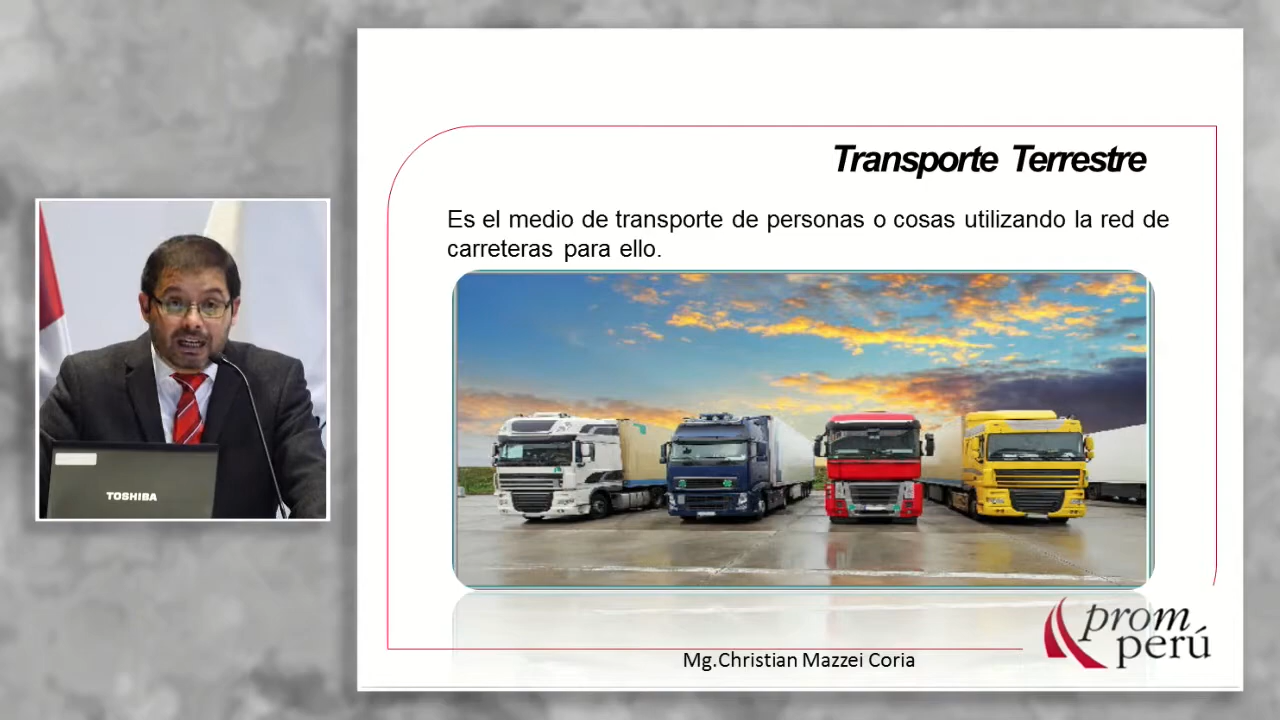 Transporte Terrestre
Es el medio de transporte de personas o cosas utilizando la red de
carreteras para ello.
TOSHIBA
prom
perú
Mg.Christian Mazzei Coria